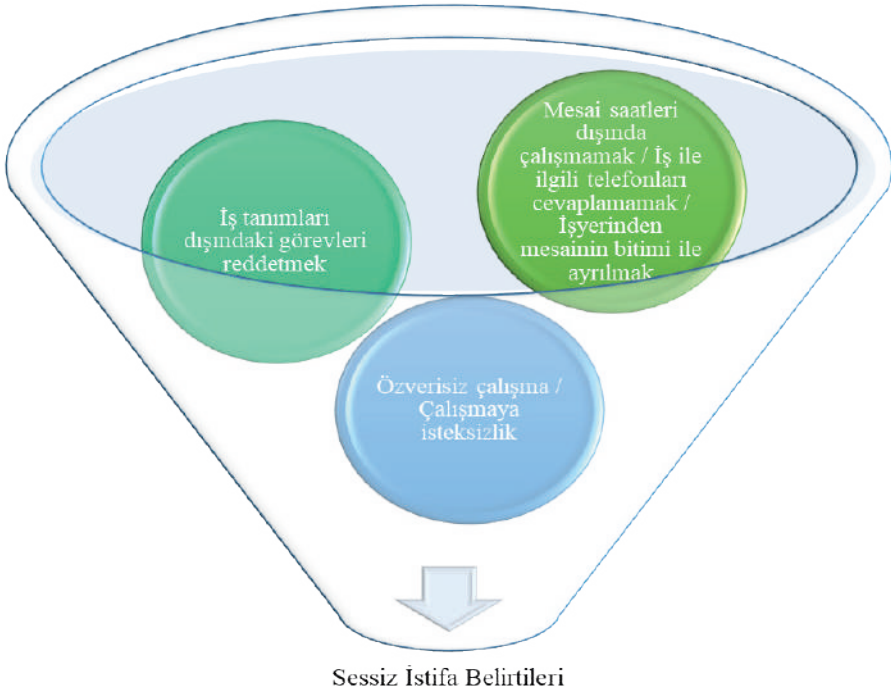 Mesai saatleri
dışında
çalışmamak / İş ile
ilgili telefonları
cevaplamamak /
İşyerinden
mesainin bitimi ile
ayrılmak
İş tanımları
dışındaki görevleri
reddetmek
Özverisiz çalışma /
Çalışmaya
isteksizlik
Sessiz İstifa Belirtileri